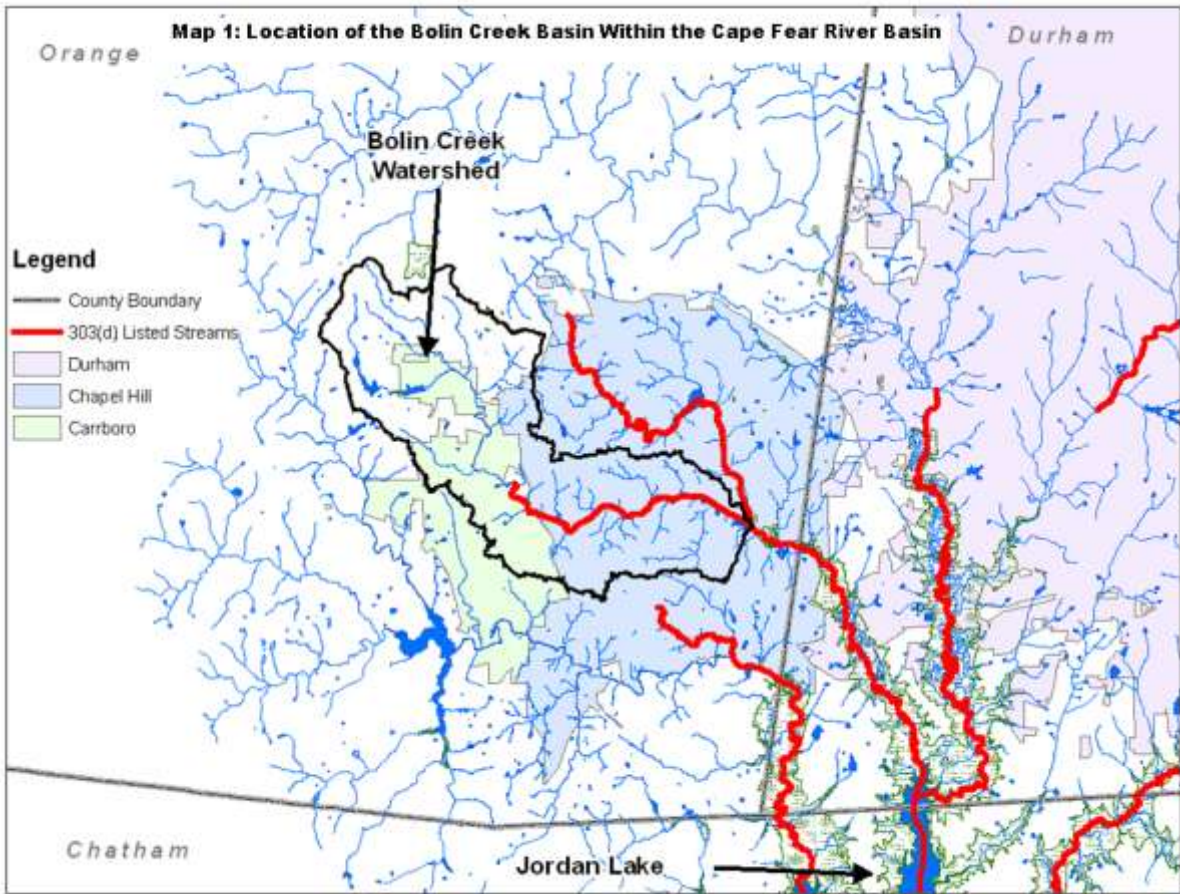 Map 1: Location of the Bolin Creek Basin Within the Cape Fear River Basin
Orange
Durham
Bolin Creek
Watershed
Legend
County Boundary
303(d) Listed Streams
Durham
Chapel Hill
Carrboro
Chatham
Jordan Lake